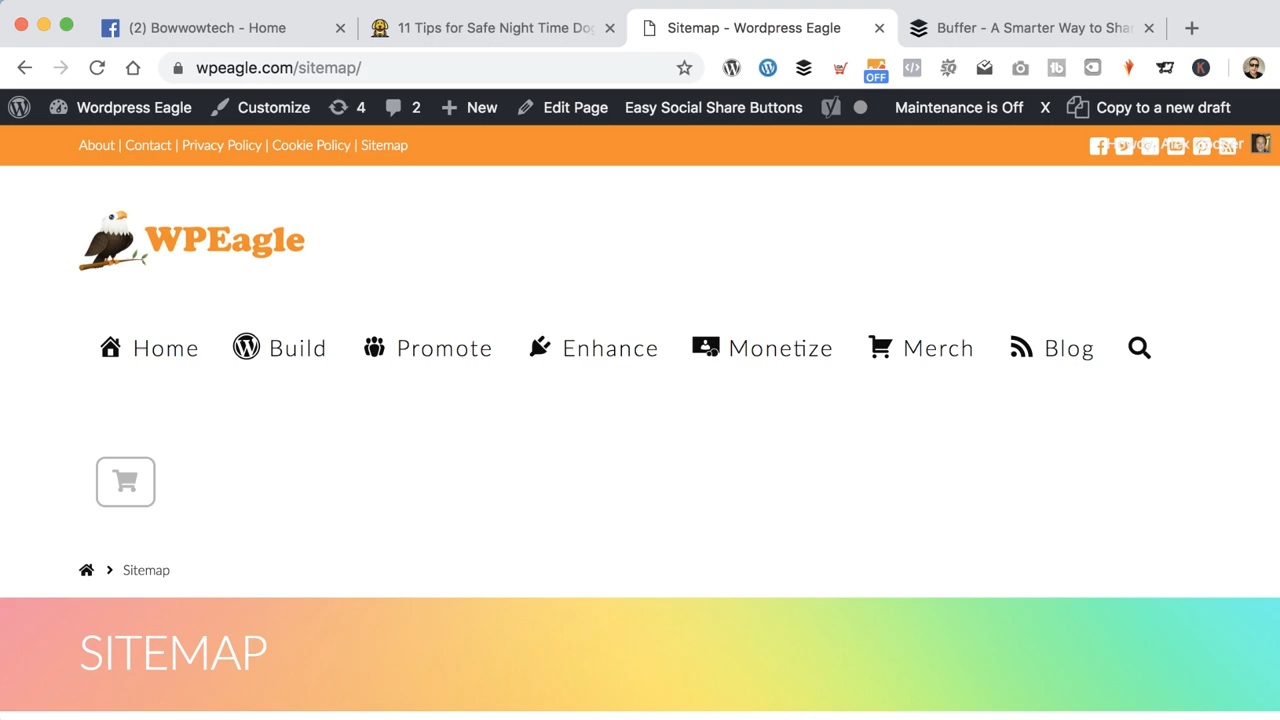 (2) Bowwowtech - Home
11 Tips for Safe Night Time Dog
Sitemap - Wordpress Eagle
Buffer - A Smarter Way to Shar
wpeagle.com/sitemap/
OFF
Wordpress Eagle
Customize
4
2
New
Edit Page
Easy Social Share Buttons
Maintenance is Off
X
Copy to a new draft
About | Contact | Privacy Policy | Cookie Policy | Sitemap
WPEagle
Home
Build
Promote
Enhance
Monetize
Merch
Blog
Sitemap
SITEMAP